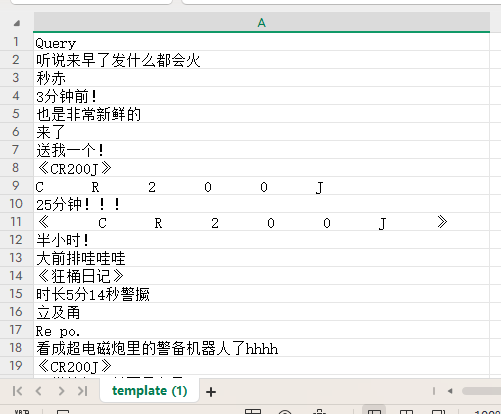 A
1 Query
2 听说来早了发什么都会火
3 秒赤
4 3分钟前！
5 也是非常新鲜的
6 来了
7 送我一个！
8 《CR200J》
9 C R 2 0 0 J
10 25分钟！！！
11 《 C R 2 0 0 J 》
12 半小时！
13 大前排哇哇哇
14 《狂桶日记》
15 时长5分14秒警撅
16 立及甬
17 Re po.
18 看成超电磁炮里的警备机器人了hhhh
19 《CR200J》
template (1) +